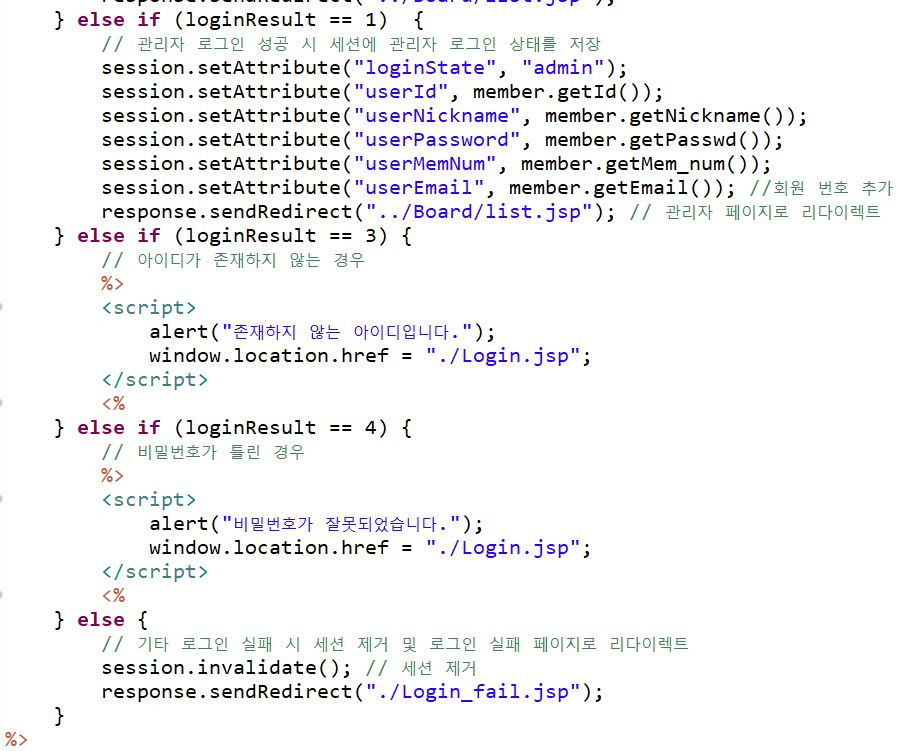 response.sendRedirect("../Board/list.jsp");
} else if (loginResult == 1)  {
// 관리자 로그인 성공 시 세션에 관리자 로그인 상태를 저장
session.setAttribute("loginState", "admin");
session.setAttribute("userId", member.getId());
session.setAttribute("userNickname", member.getNickname());
session.setAttribute("userPassword", member.getPasswd());
session.setAttribute("userMemNum", member.getMem_num());
session.setAttribute("userEmail", member.getEmail()); //회원 번호 추가
response.sendRedirect("../Board/list.jsp"); // 관리자 페이지로 리다이렉트
} else if (loginResult == 3) {
// 아이디가 존재하지 않는 경우
%>
<script>
alert("존재하지 않는 아이디입니다.");
window.location.href = "./Login.jsp";
</script>
<%
} else if (loginResult == 4) {
// 비밀번호가 틀린 경우
%>
<script>
alert("비밀번호가 잘못되었습니다.");
window.location.href = "./Login.jsp";
</script>
<%
} else {
// 기타 로그인 실패 시 세션 제거 및 로그인 실패 페이지로 리다이렉트
session.invalidate(); // 세션 제거
response.sendRedirect("./Login_fail.jsp");
}
%>